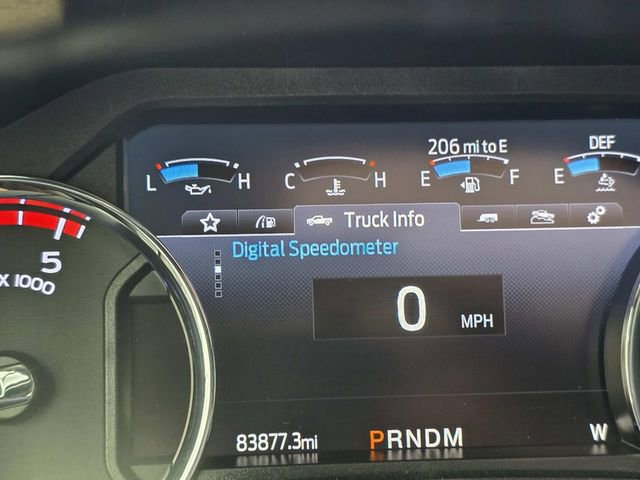 206 mi to E
DEF
L H
C H
E F
E
Truck Info
Digital Speedometer
5
X 1000
0 MPH
83877.3mi
PRNDM
W